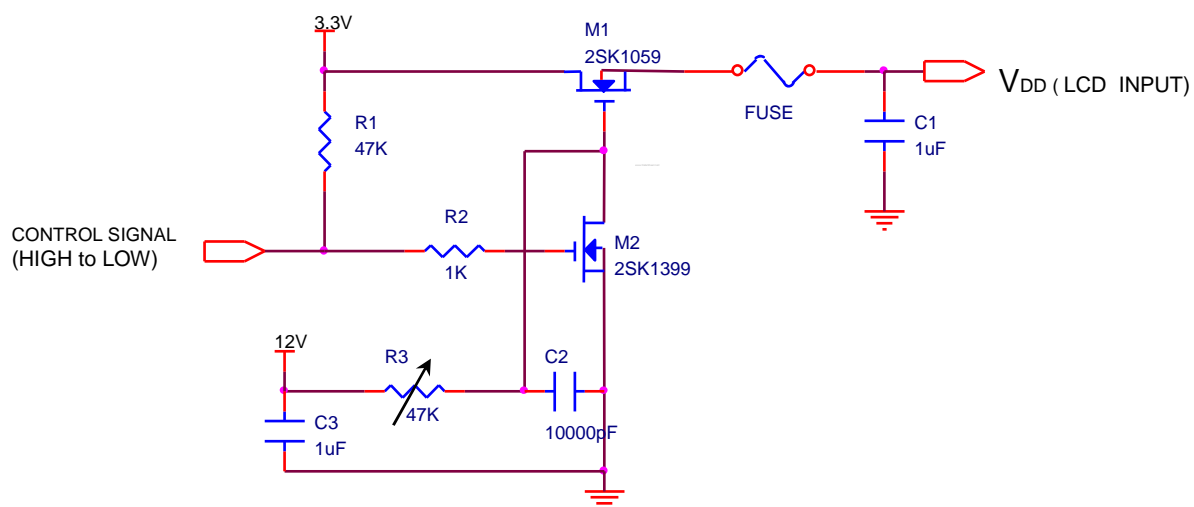 3.3V
M1
2SK1059
VDD ( LCD INPUT)
FUSE
R1
47K
C1
1uF
R2
CONTROL SIGNAL
(HIGH to LOW)
M2
1K
2SK1399
12V
R3
C2
47K
C3
10000pF
1uF